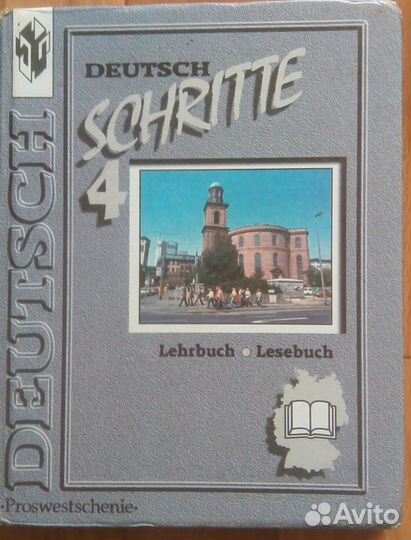 DEUTSCH
SCHRITTE
4
DEUTSCH
Lehrbuch Lesebuch
·Proswestschenie·
Avito